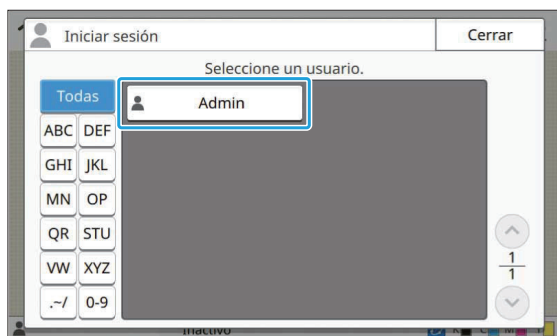 Iniciar sesión
Cerrar
Seleccione un usuario.
Todas
Admin
ABC DEF
GHI JKL
MN OP
QR STU
VW XYZ
.~/ 0-9
1
1
Inactivo